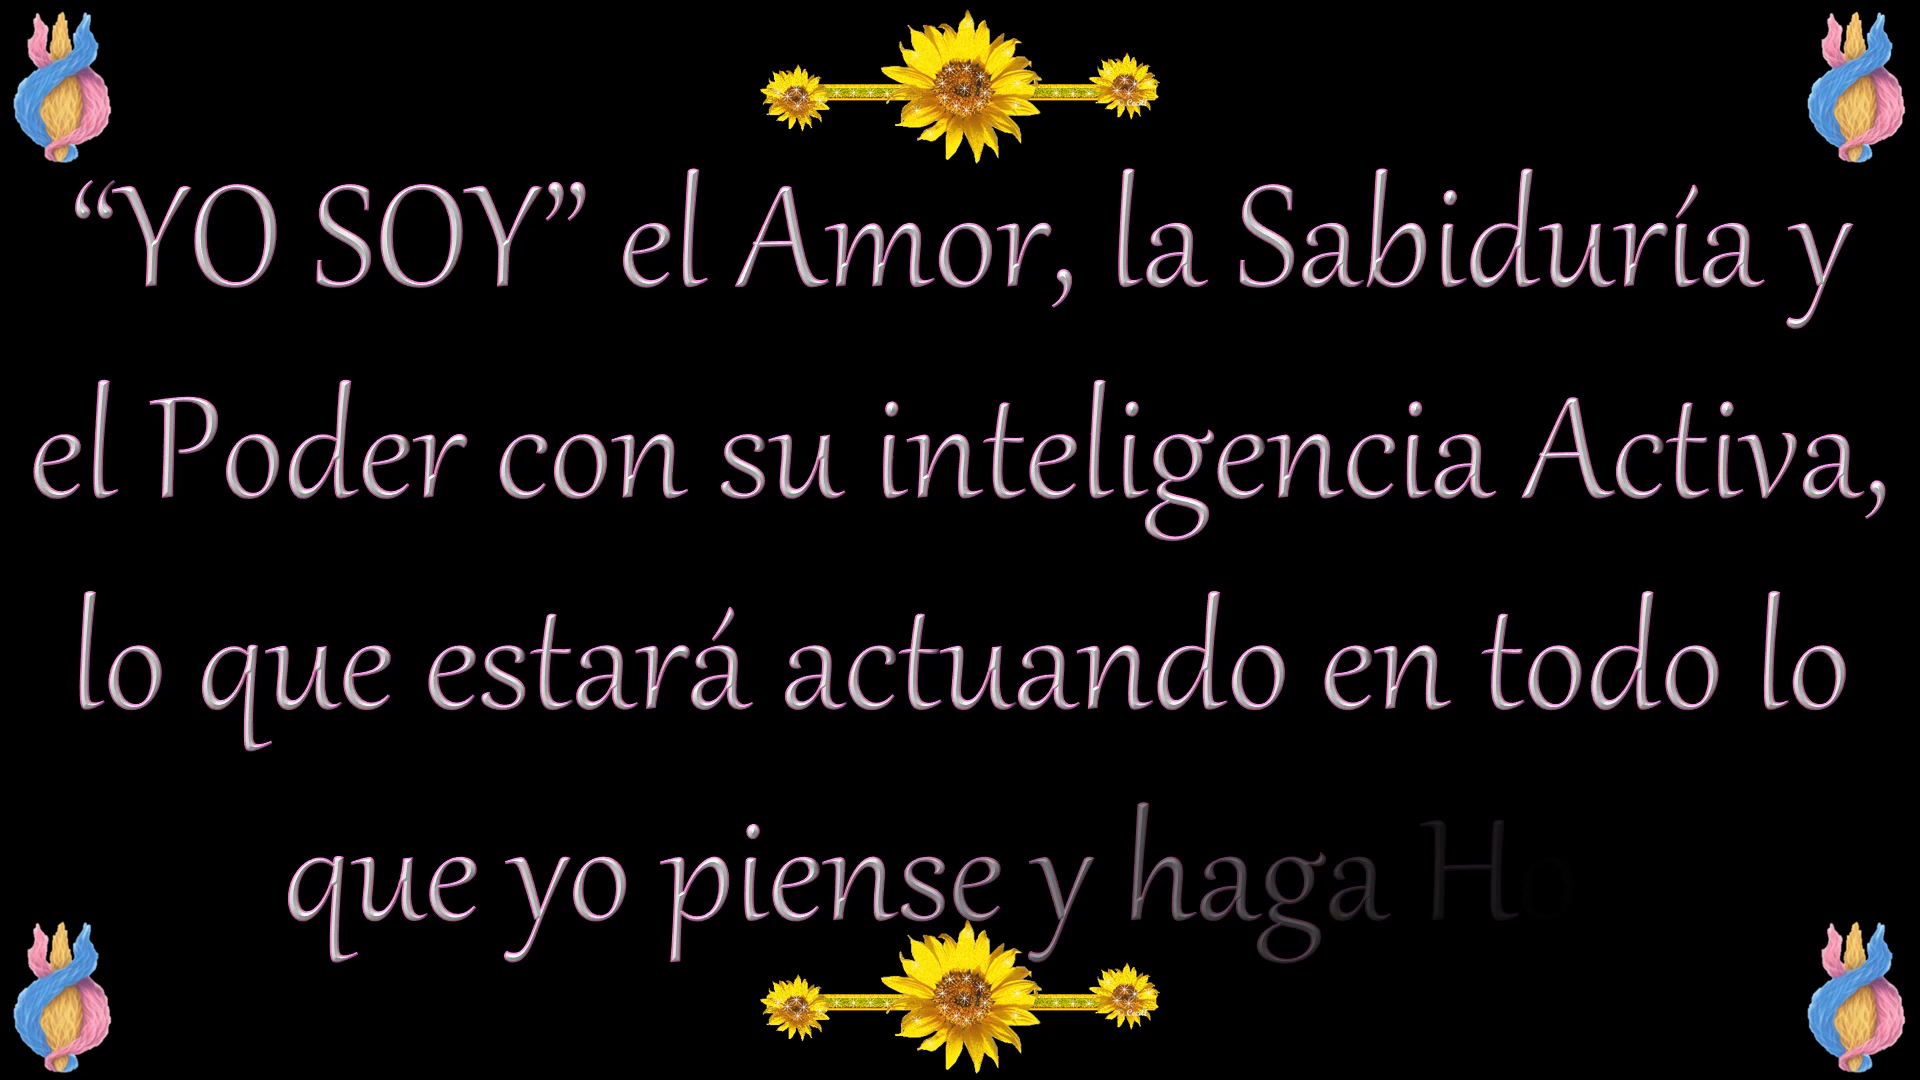 “YO SOY” el Amor, la Sabiduría y
el Poder con su inteligencia Activa,
lo que estará actuando en todo lo
que yo piense y haga Ho